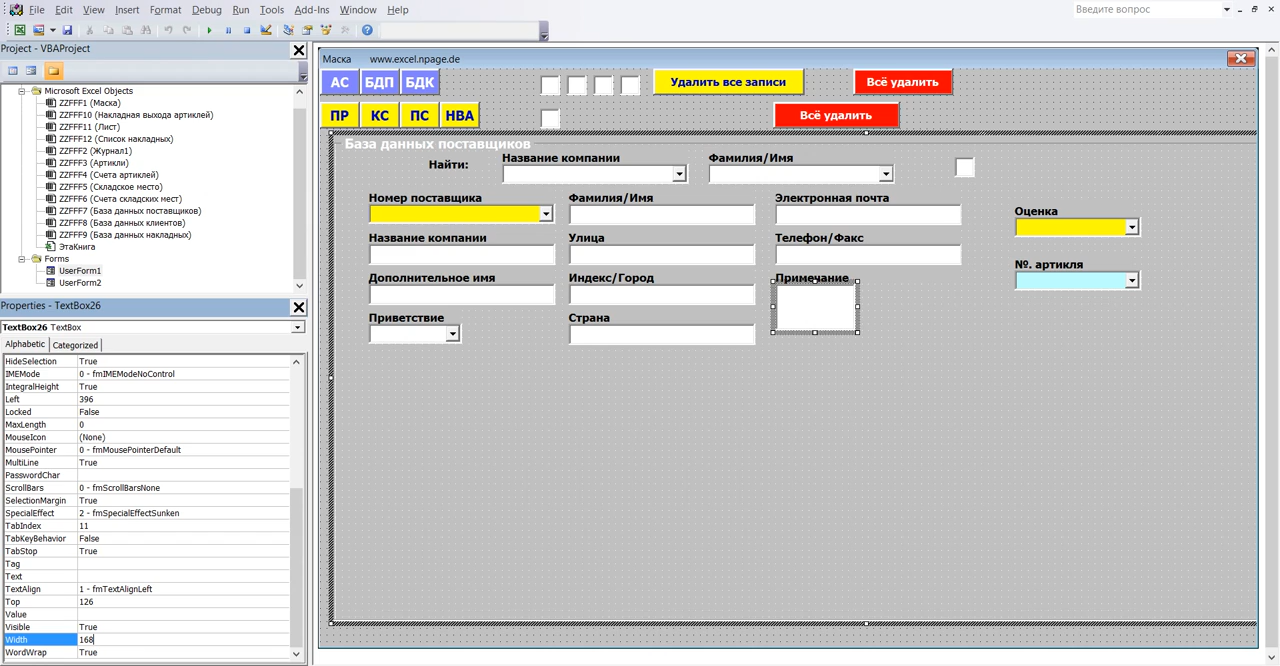 File Edit View Insert Format Debug Run Tools Add-Ins Window Help
Введите вопрос
Project - VBAProject
Microsoft Excel Objects
ZZFFF1 (Маска)
ZZFFF10 (Накладная выхода артиклей)
ZZFFF11 (Лист)
ZZFFF12 (Список накладных)
ZZFFF2 (Журнал1)
ZZFFF3 (Артикли)
ZZFFF4 (Счета артиклей)
ZZFFF5 (Складское место)
ZZFFF6 (Счета складских мест)
ZZFFF7 (База данных поставщиков)
ZZFFF8 (База данных клиентов)
ZZFFF9 (База данных накладных)
ЭтаКнига
Forms
UserForm1
UserForm2
Properties - TextBox26
TextBox26 TextBox
Alphabetic Categorized
HideSelection True
IMEMode 0 - fmIMEModeNoControl
IntegralHeight True
Left 396
Locked False
MaxLength 0
MouseIcon (None)
MousePointer 0 - fmMousePointerDefault
MultiLine True
PasswordChar
ScrollBars 0 - fmScrollBarsNone
SelectionMargin True
SpecialEffect 2 - fmSpecialEffectSunken
TabIndex 11
TabKeyBehavior False
TabStop True
Tag
Text
TextAlign 1 - fmTextAlignLeft
Top 126
Value
Visible True
Width 168
WordWrap True
Маска www.excel.npage.de
АС БДП БДК Удалить все записи Всё удалить
ПР КС ПС НВА Всё удалить
База данных поставщиков
Найти: Название компании Фамилия/Имя
Номер поставщика Фамилия/Имя Электронная почта
Оценка
Название компании Улица Телефон/Факс
№. артикля
Дополнительное имя Индекс/Город Примечание
Приветствие Страна